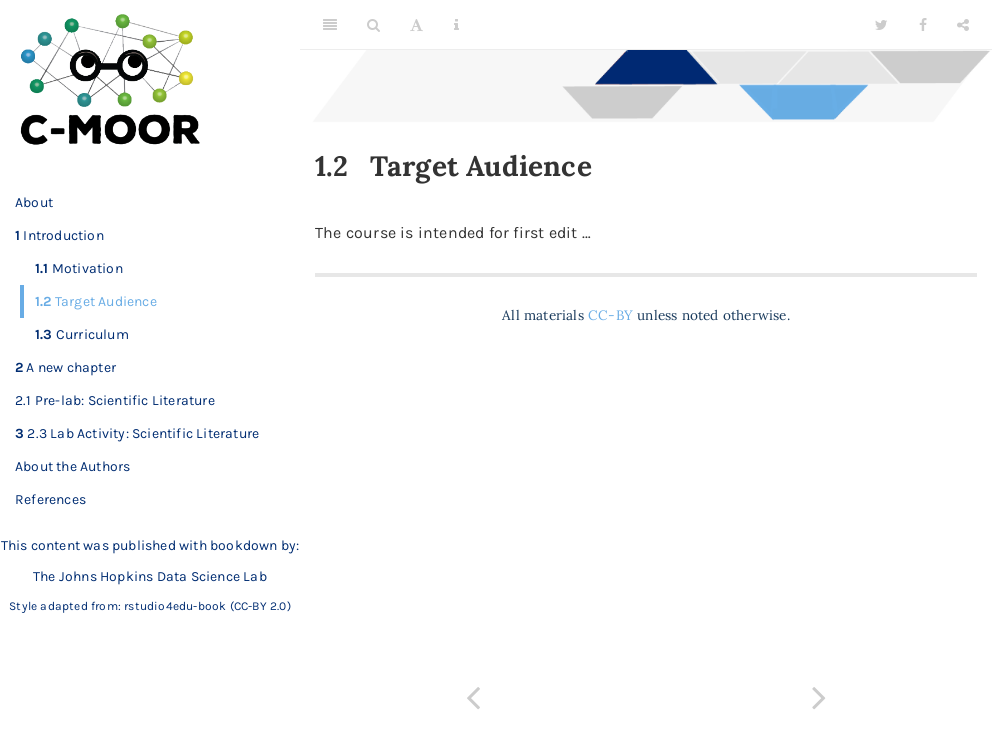 C-MOOR
About
1 Introduction
1.1 Motivation
1.2 Target Audience
1.3 Curriculum
2 A new chapter
2.1 Pre-lab: Scientific Literature
3 2.3 Lab Activity: Scientific Literature
About the Authors
References
This content was published with bookdown by:
The Johns Hopkins Data Science Lab
Style adapted from: rstudio4edu-book (CC-BY 2.0)
A
1.2 Target Audience
The course is intended for first edit ...
All materials CC-BY unless noted otherwise.